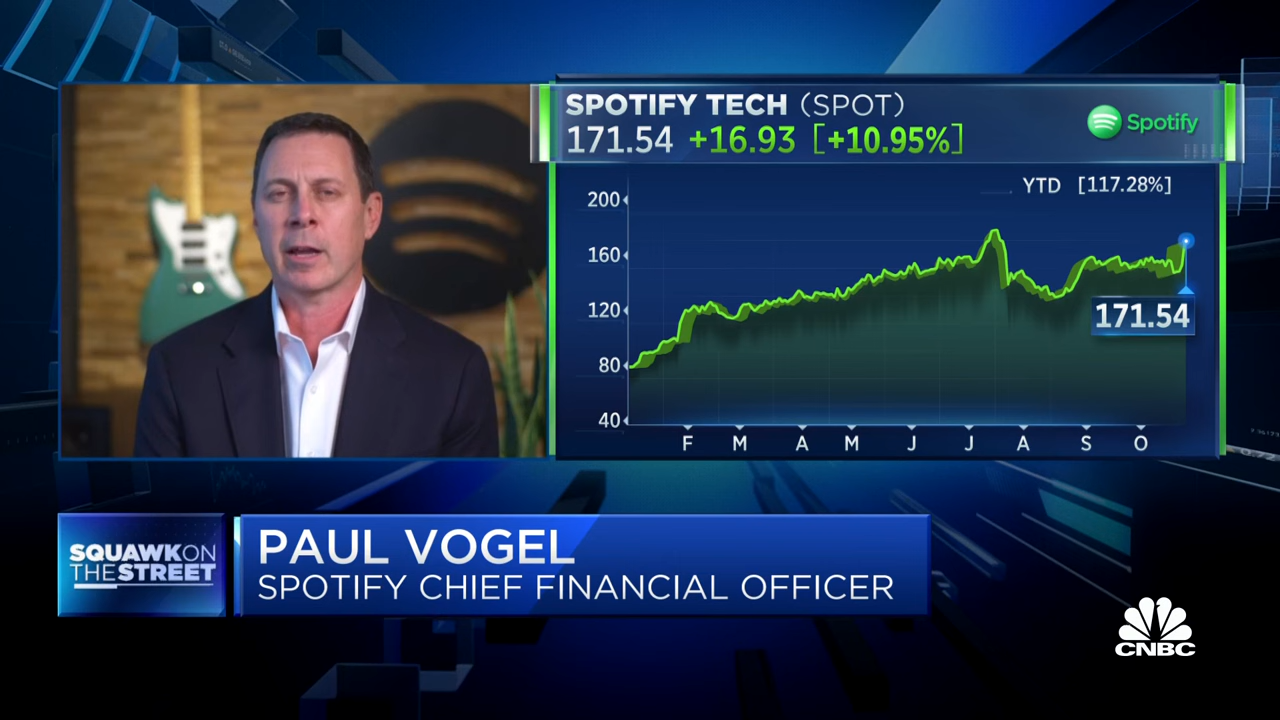 SPOTIFY TECH (SPOT)
171.54 +16.93 [+10.95%]
Spotify
YTD [117.28%]
200
160
120
80
40
171.54
F M A M J J A S O
SQUAWK ON
THE STREET
PAUL VOGEL
SPOTIFY CHIEF FINANCIAL OFFICER
CNBC